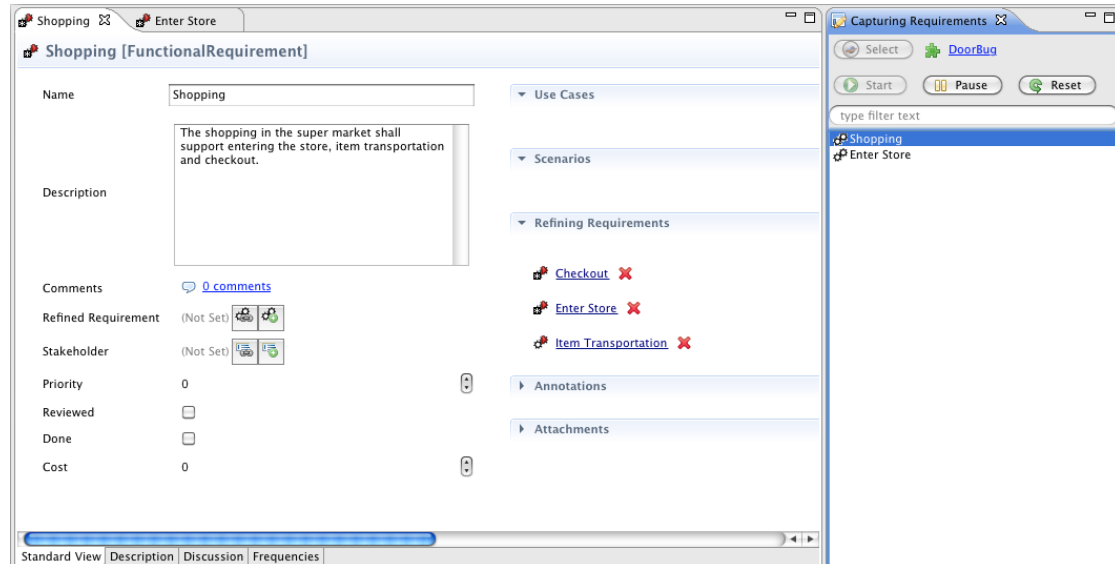 Shopping
Enter Store
Shopping [FunctionalRequirement]
Name
Shopping
Description
The shopping in the super market shall
support entering the store, item transportation
and checkout.
Comments
0 comments
Refined Requirement
(Not Set)
Stakeholder
(Not Set)
Priority
0
Reviewed
Done
Cost
0
Use Cases
Scenarios
Refining Requirements
Checkout
Enter Store
Item Transportation
Annotations
Attachments
Standard View
Description
Discussion
Frequencies
Capturing Requirements
Select
DoorBug
Start
Pause
Reset
type filter text
Shopping
Enter Store